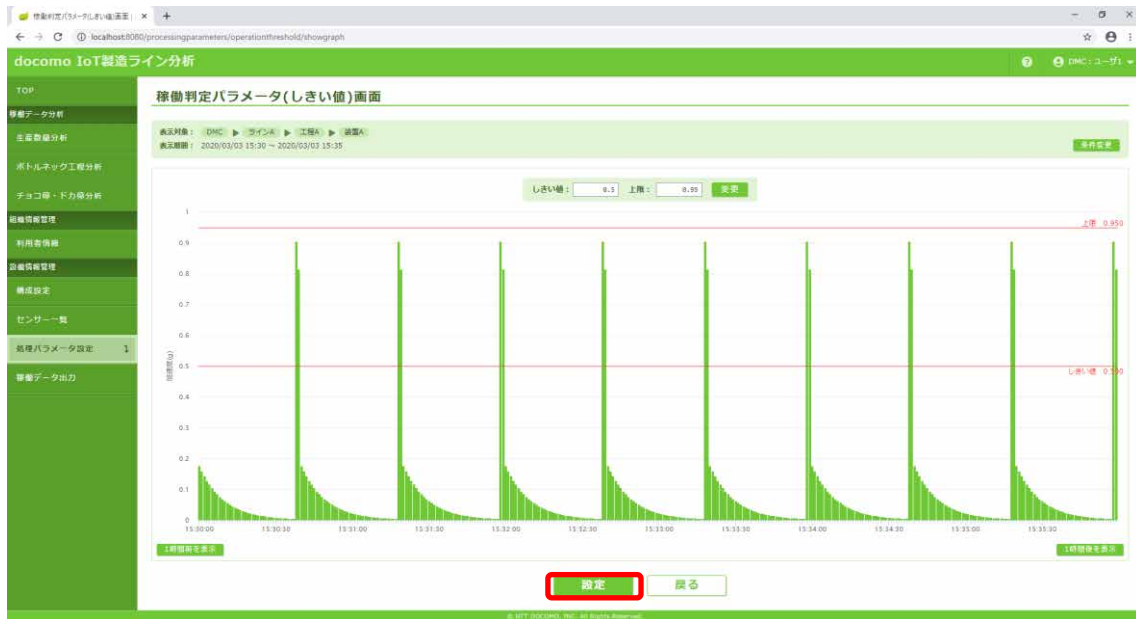 稼働判定パラメータ(しきい値)画面 |
localhost:8080/processingparameters/operationthreshold/showgraph
docomo IoT製造ライン分析
DMC : ユーザ1
TOP
稼働データ分析
生産数量分析
ボトルネック工程分析
チョコ停・ドカ停分析
組織情報管理
利用者情報
設備情報管理
構成設定
センサー一覧
処理パラメータ設定
稼働データ出力
稼働判定パラメータ(しきい値)画面
表示対象 : DMC ▶ ラインA ▶ 工程A ▶ 装置A
表示期間 : 2020/03/03 15:30 ～ 2020/03/03 15:35
条件変更
しきい値 : 0.5 上限 : 0.95 変更
上限 0.950
しきい値 0.500
加速度(g)
1
0.9
0.8
0.7
0.6
0.5
0.4
0.3
0.2
0.1
0
15:30:00 15:30:30 15:31:00 15:31:30 15:32:00 15:32:30 15:33:00 15:33:30 15:34:00 15:34:30 15:35:00 15:35:30
1時間前を表示
1時間後を表示
設定 戻る
© NTT DOCOMO, INC. All Rights Reserved.